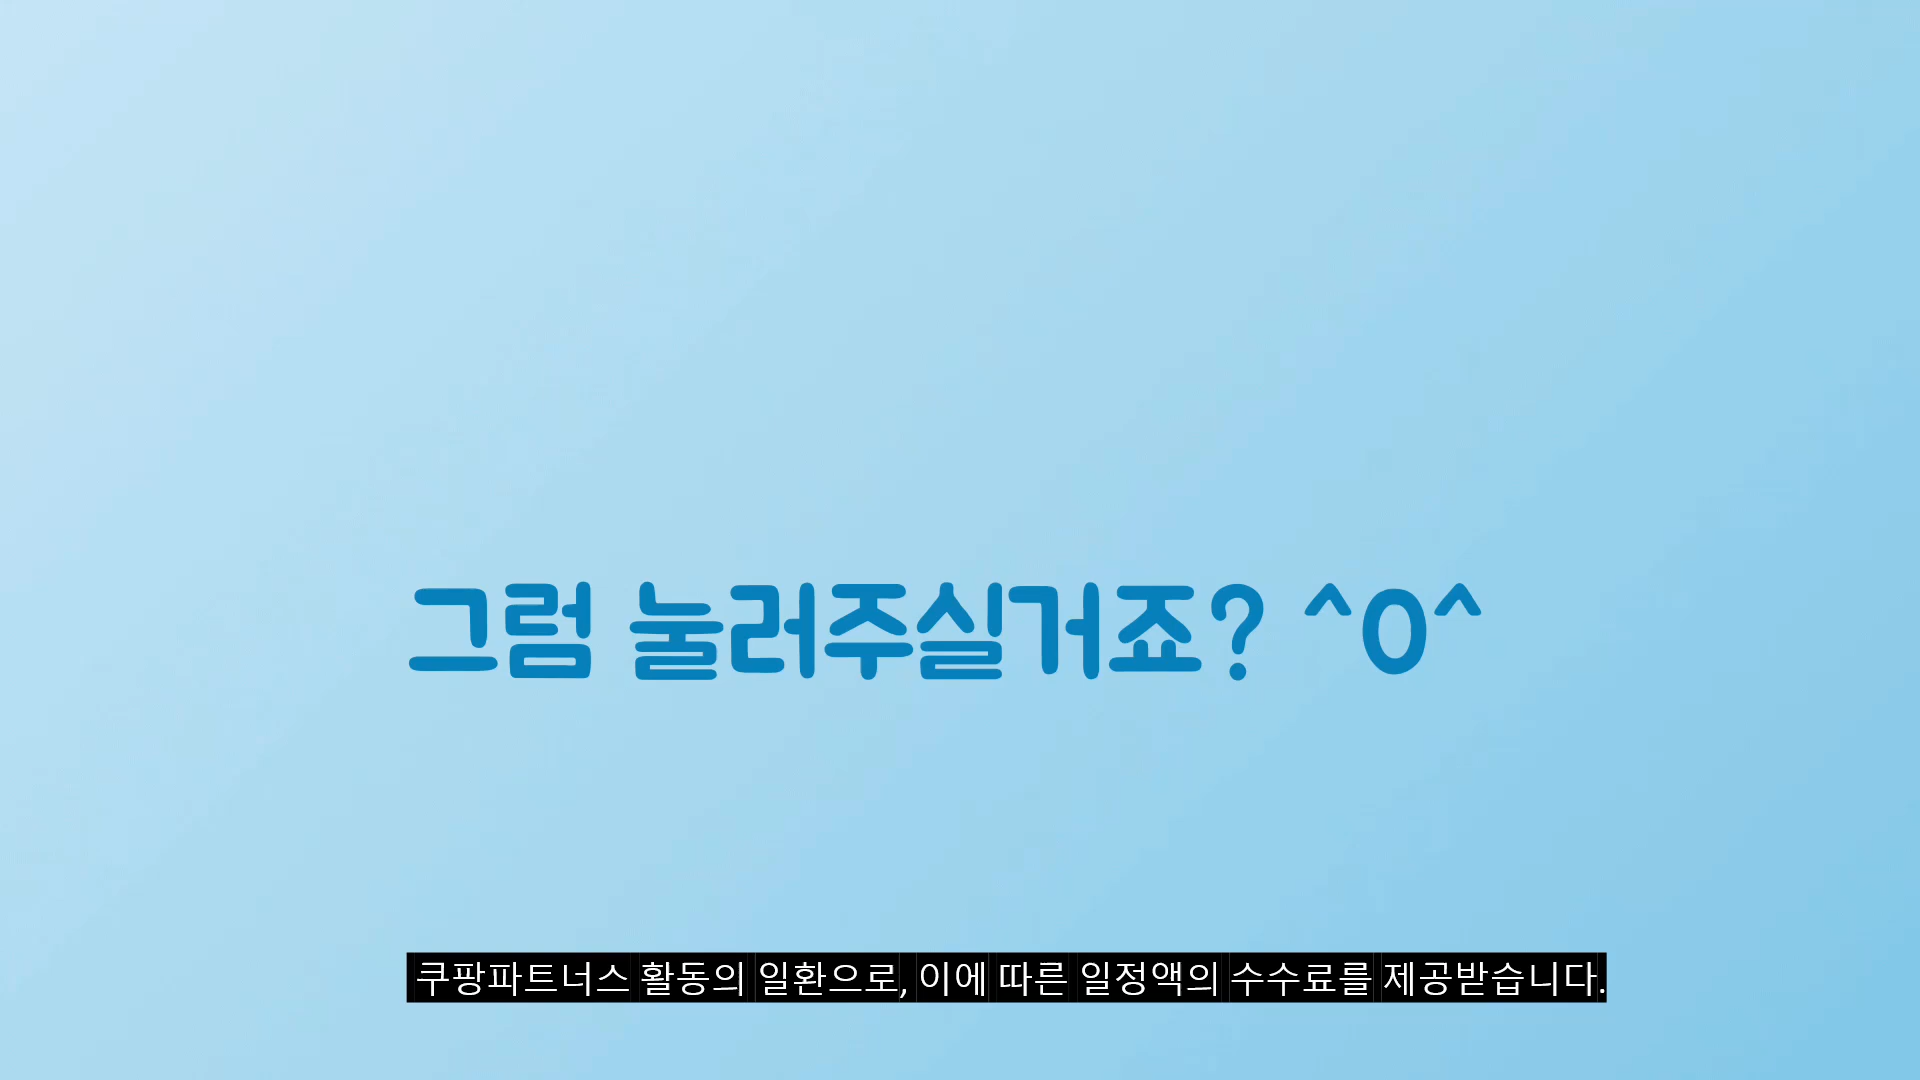 그럼 눌러주실거죠? ^0^
쿠팡파트너스 활동의 일환으로, 이에 따른 일정액의 수수료를 제공받습니다.